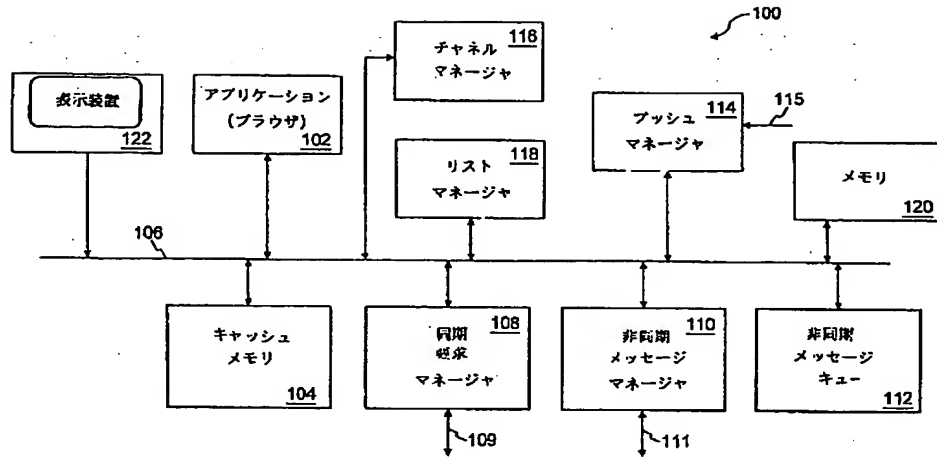 100
チャネル
マネージャ
116
表示装置
122
アプリケーション
(ブラウザ)
102
リスト
マネージャ
118
プッシュ
マネージャ
114
115
メモリ
120
106
キャッシュ
メモリ
104
同期
要求
マネージャ
108
109
非同期
メッセージ
マネージャ
110
111
非同期
メッセージ
キュー
112